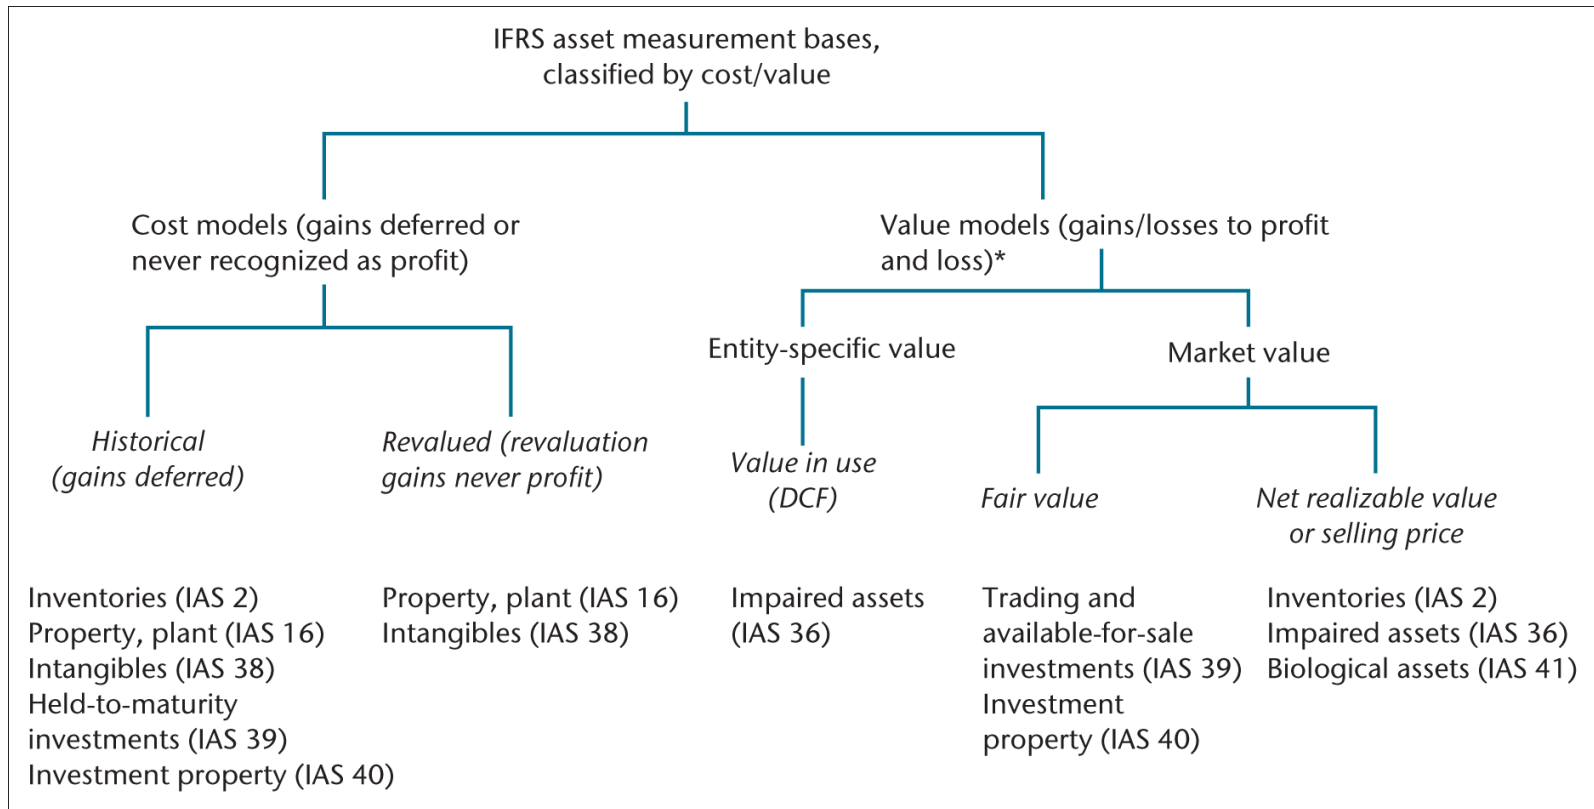 IFRS asset measurement bases,
classified by cost/value
Cost models (gains deferred or
never recognized as profit)
Value models (gains/losses to profit
and loss)*
Entity-specific value
Market value
Historical
(gains deferred)
Revalued (revaluation
gains never profit)
Value in use
(DCF)
Fair value
Net realizable value
or selling price
Inventories (IAS 2)
Property, plant (IAS 16)
Intangibles (IAS 38)
Held-to-maturity
investments (IAS 39)
Investment property (IAS 40)
Property, plant (IAS 16)
Intangibles (IAS 38)
Impaired assets
(IAS 36)
Trading and
available-for-sale
investments (IAS 39)
Investment
property (IAS 40)
Inventories (IAS 2)
Impaired assets (IAS 36)
Biological assets (IAS 41)